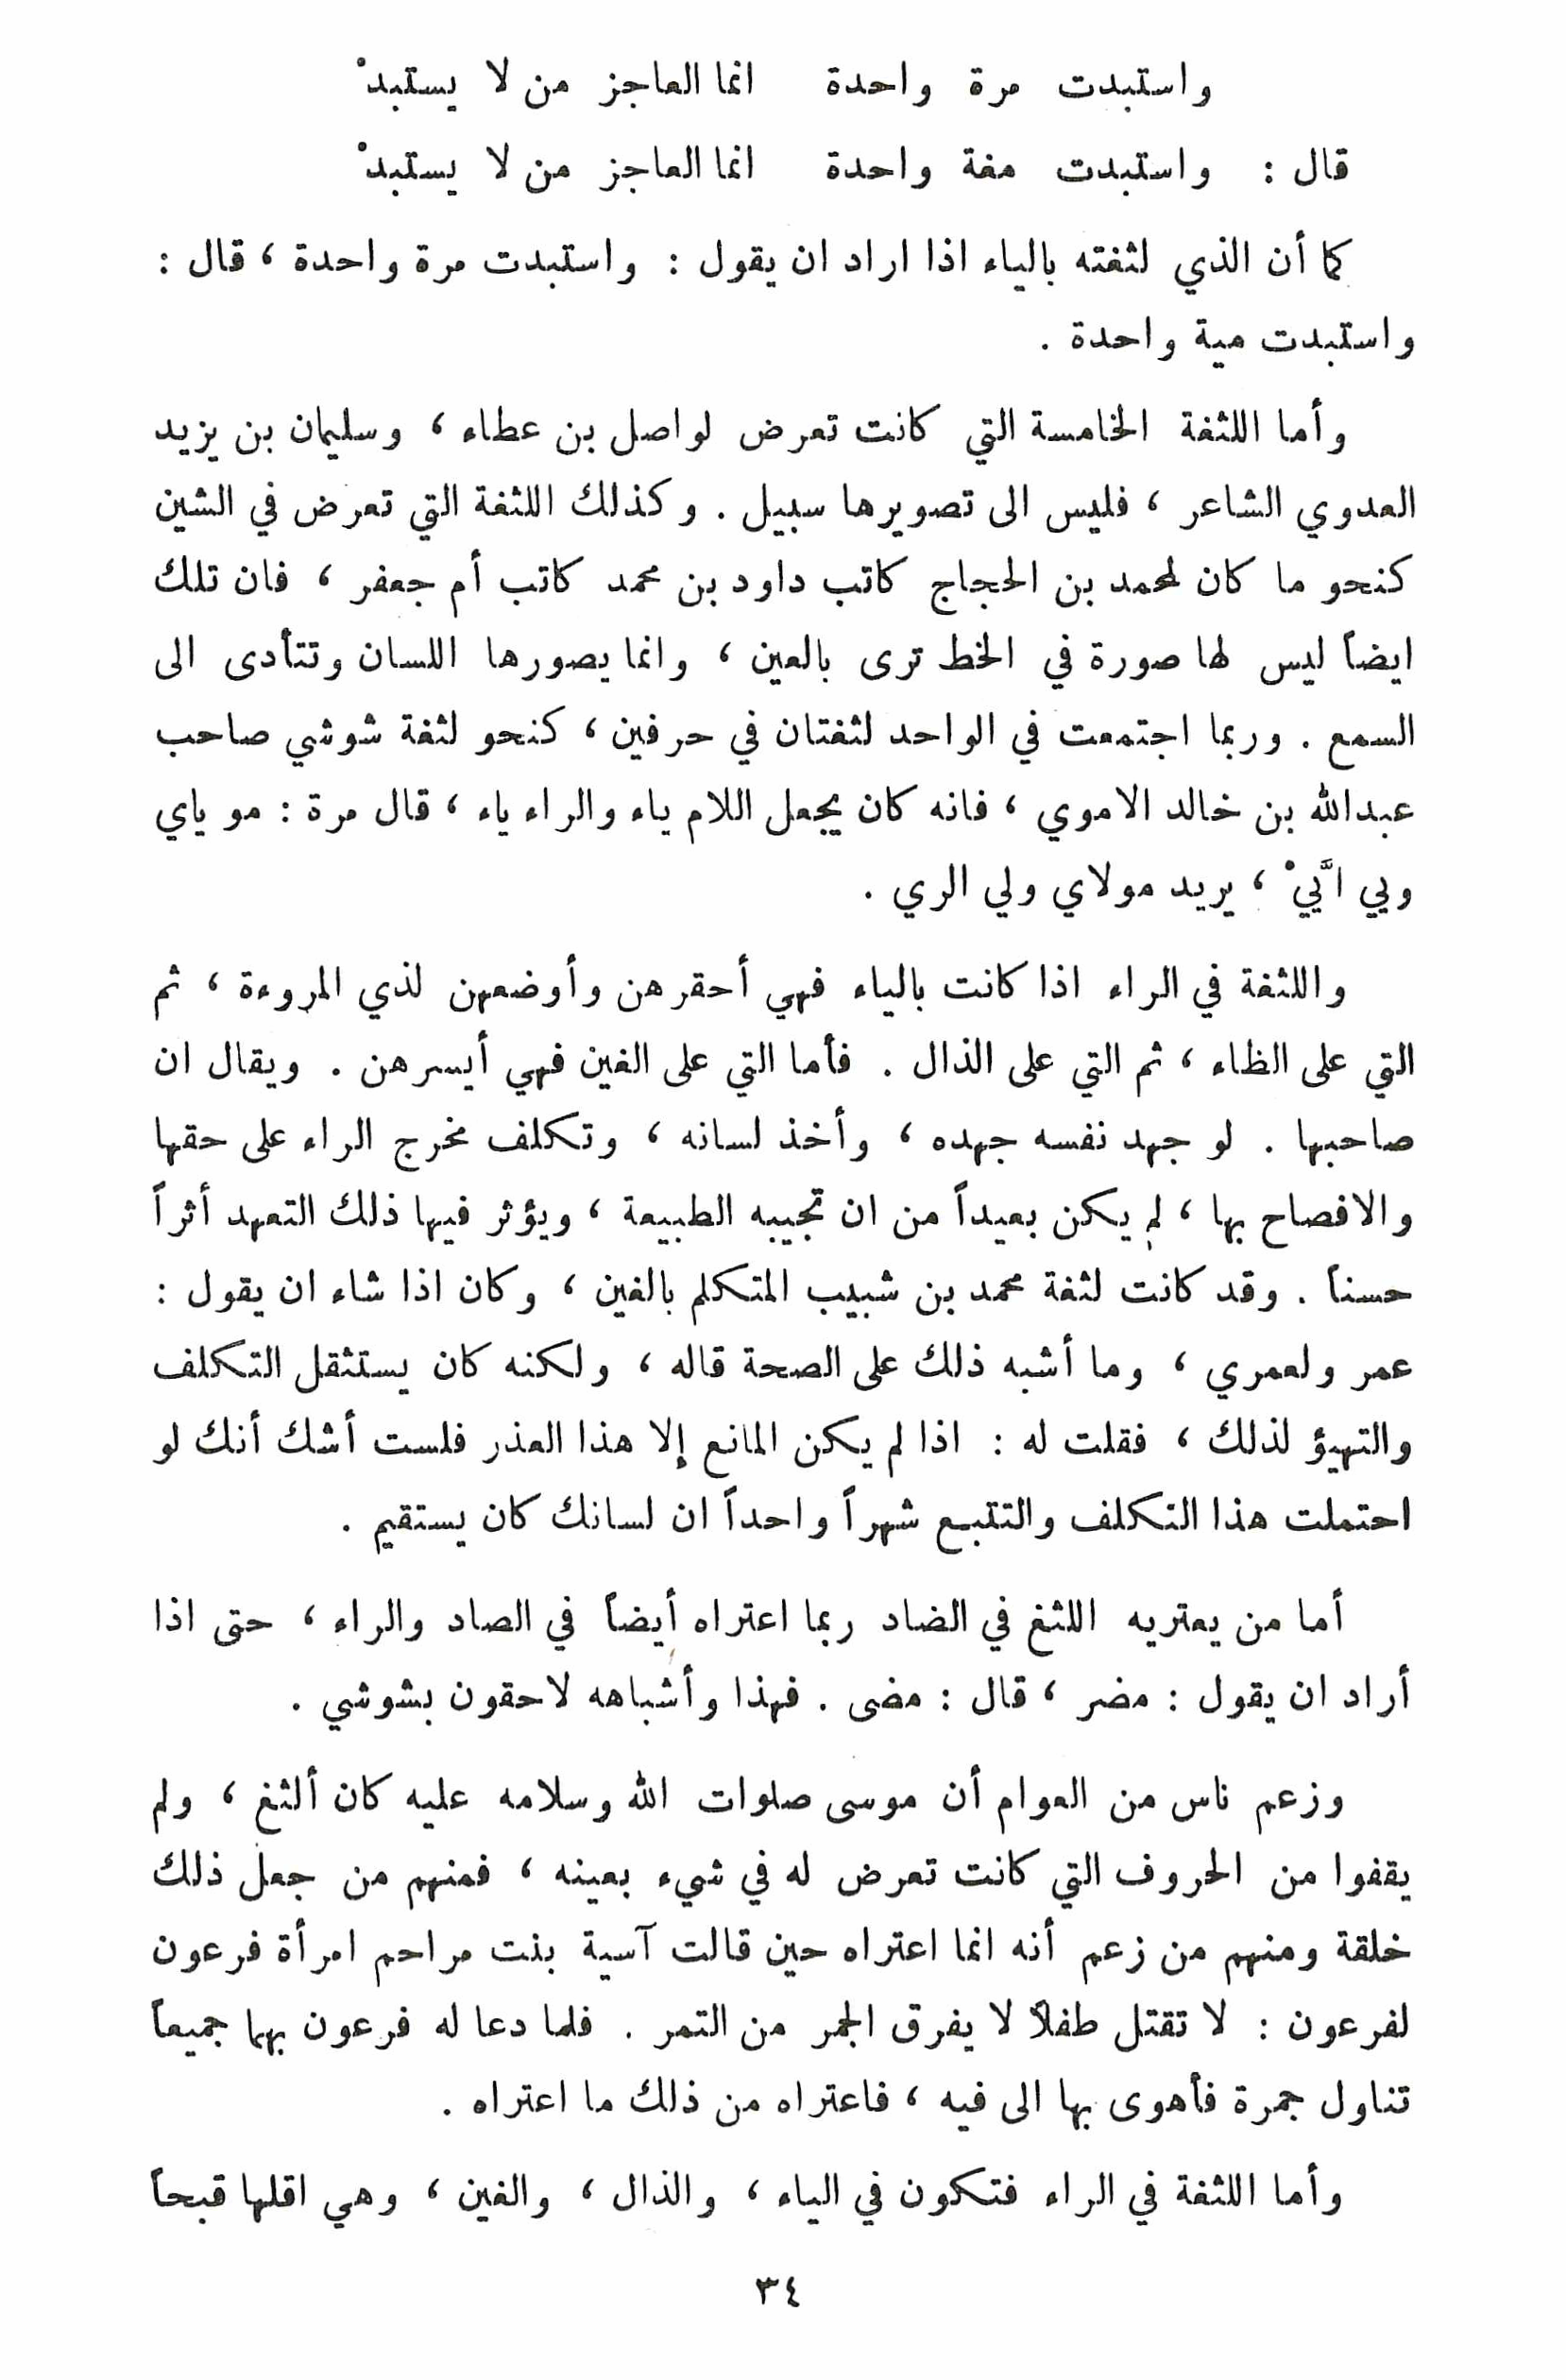 واستبدت مرة واحدة انما العاجز من لا يستبدْ
قال : واستبدت مغة واحدة انما العاجز من لا يستبدْ
كما أن الذي لثغته بالياء اذا اراد ان يقول : واستبدت مرة واحدة ، قال :
واستبدت مية واحدة .
وأما اللثغة الخامسة التي كانت تعرض لواصل بن عطاء ، وسليمان بن يزيد
العدوي الشاعر ، فليس الى تصويرها سبيل . وكذلك اللثغة التي تعرض في الشين
كنحو ما كان لمحمد بن الحجاج كاتب داود بن محمد كاتب أم جعفر ، فان تلك
ايضاً ليس لها صورة في الخط ترى بالعين ، وانما يصورها اللسان وتتأدى الى
السمع . وربما اجتمعت في الواحد لثغتان في حرفين ، كنحو لثغة شوشي صاحب
عبدالله بن خالد الاموي ، فانه كان يجعل اللام ياء والراء ياء ، قال مرة : مو ياي
ويي اَّييْ ، يريد مولاي ولي الري .
واللثغة في الراء اذا كانت بالياء فهي أحقرهن وأوضعهن لذي المروءة ، ثم
التي على الظاء ، ثم التي على الذال . فأما التي على الغين فهي أيسرهن . ويقال ان
صاحبها . لو جهد نفسه جهده ، وأخذ لسانه ، وتكلف مخرج الراء على حقها
والافصاح بها ، لم يكن بعيداً من ان تجيبه الطبيعة ، ويؤثر فيها ذلك التعهد أثراً
حسناً . وقد كانت لثغة محمد بن شبيب المتكلم بالغين ، وكان اذا شاء ان يقول :
عمر ولعمري ، وما أشبه ذلك على الصحة قاله ، ولكنه كان يستثقل التكلف
والتهيؤ لذلك ، فقلت له : اذا لم يكن المانع إلا هذا العذر فلست أشك أنك لو
احتملت هذا التكلف والتتبع شهراً واحداً ان لسانك كان يستقيم .
أما من يعتريه اللثغ في الضاد ربما اعتراه أيضاً في الصاد والراء ، حتى اذا
أراد ان يقول : مضر ، قال : مضى . فهذا وأشباهه لاحقون بشوشي .
وزعم ناس من العوام أن موسى صلوات الله وسلامه عليه كان ألثغ ، ولم
يقفوا من الحروف التي كانت تعرض له في شيء بعينه ، فمنهم من جعل ذلك
خلقة ومنهم من زعم أنه انما اعتراه حين قالت آسية بنت مراحم امرأة فرعون
لفرعون : لا تقتل طفلاً لا يفرق الجمر من التمر . فلما دعا له فرعون بهما جميعاً
تناول جمرة فأهوى بها الى فيه ، فاعتراه من ذلك ما اعتراه .
وأما اللثغة في الراء فتكون في الياء ، والذال ، والغين ، وهي اقلها قبحاً
٣٤